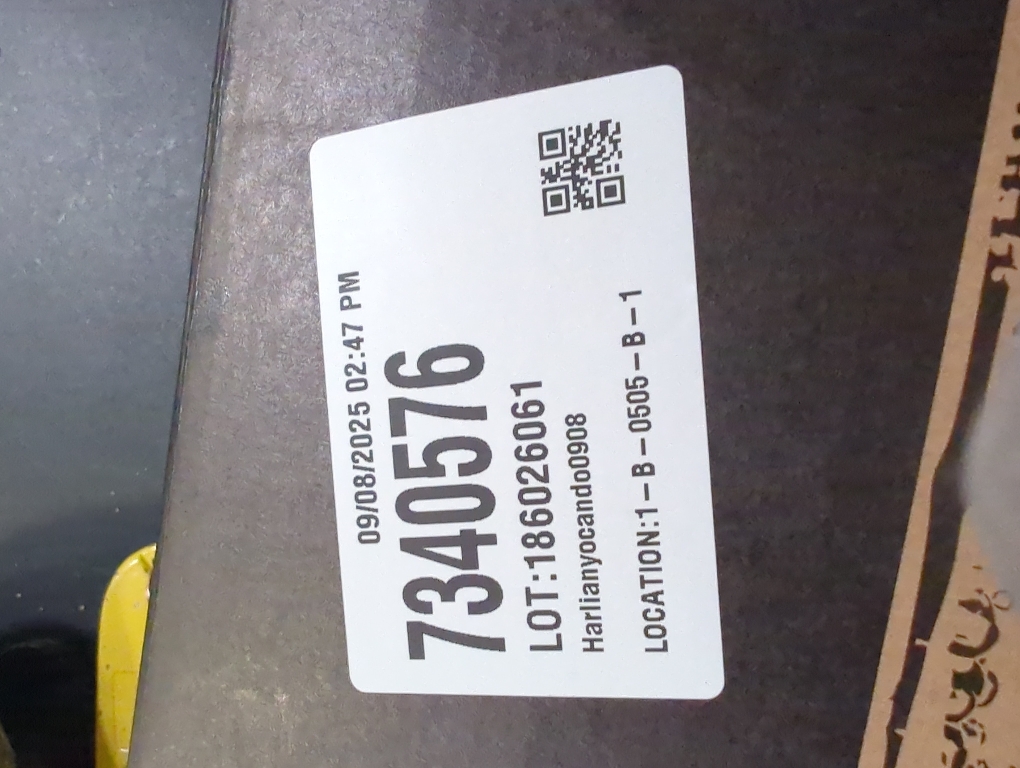 09/08/2025 02:47 PM
7340576
LOT:186026061
Harlianyocando0908
LOCATION:1-B-0505-B-1